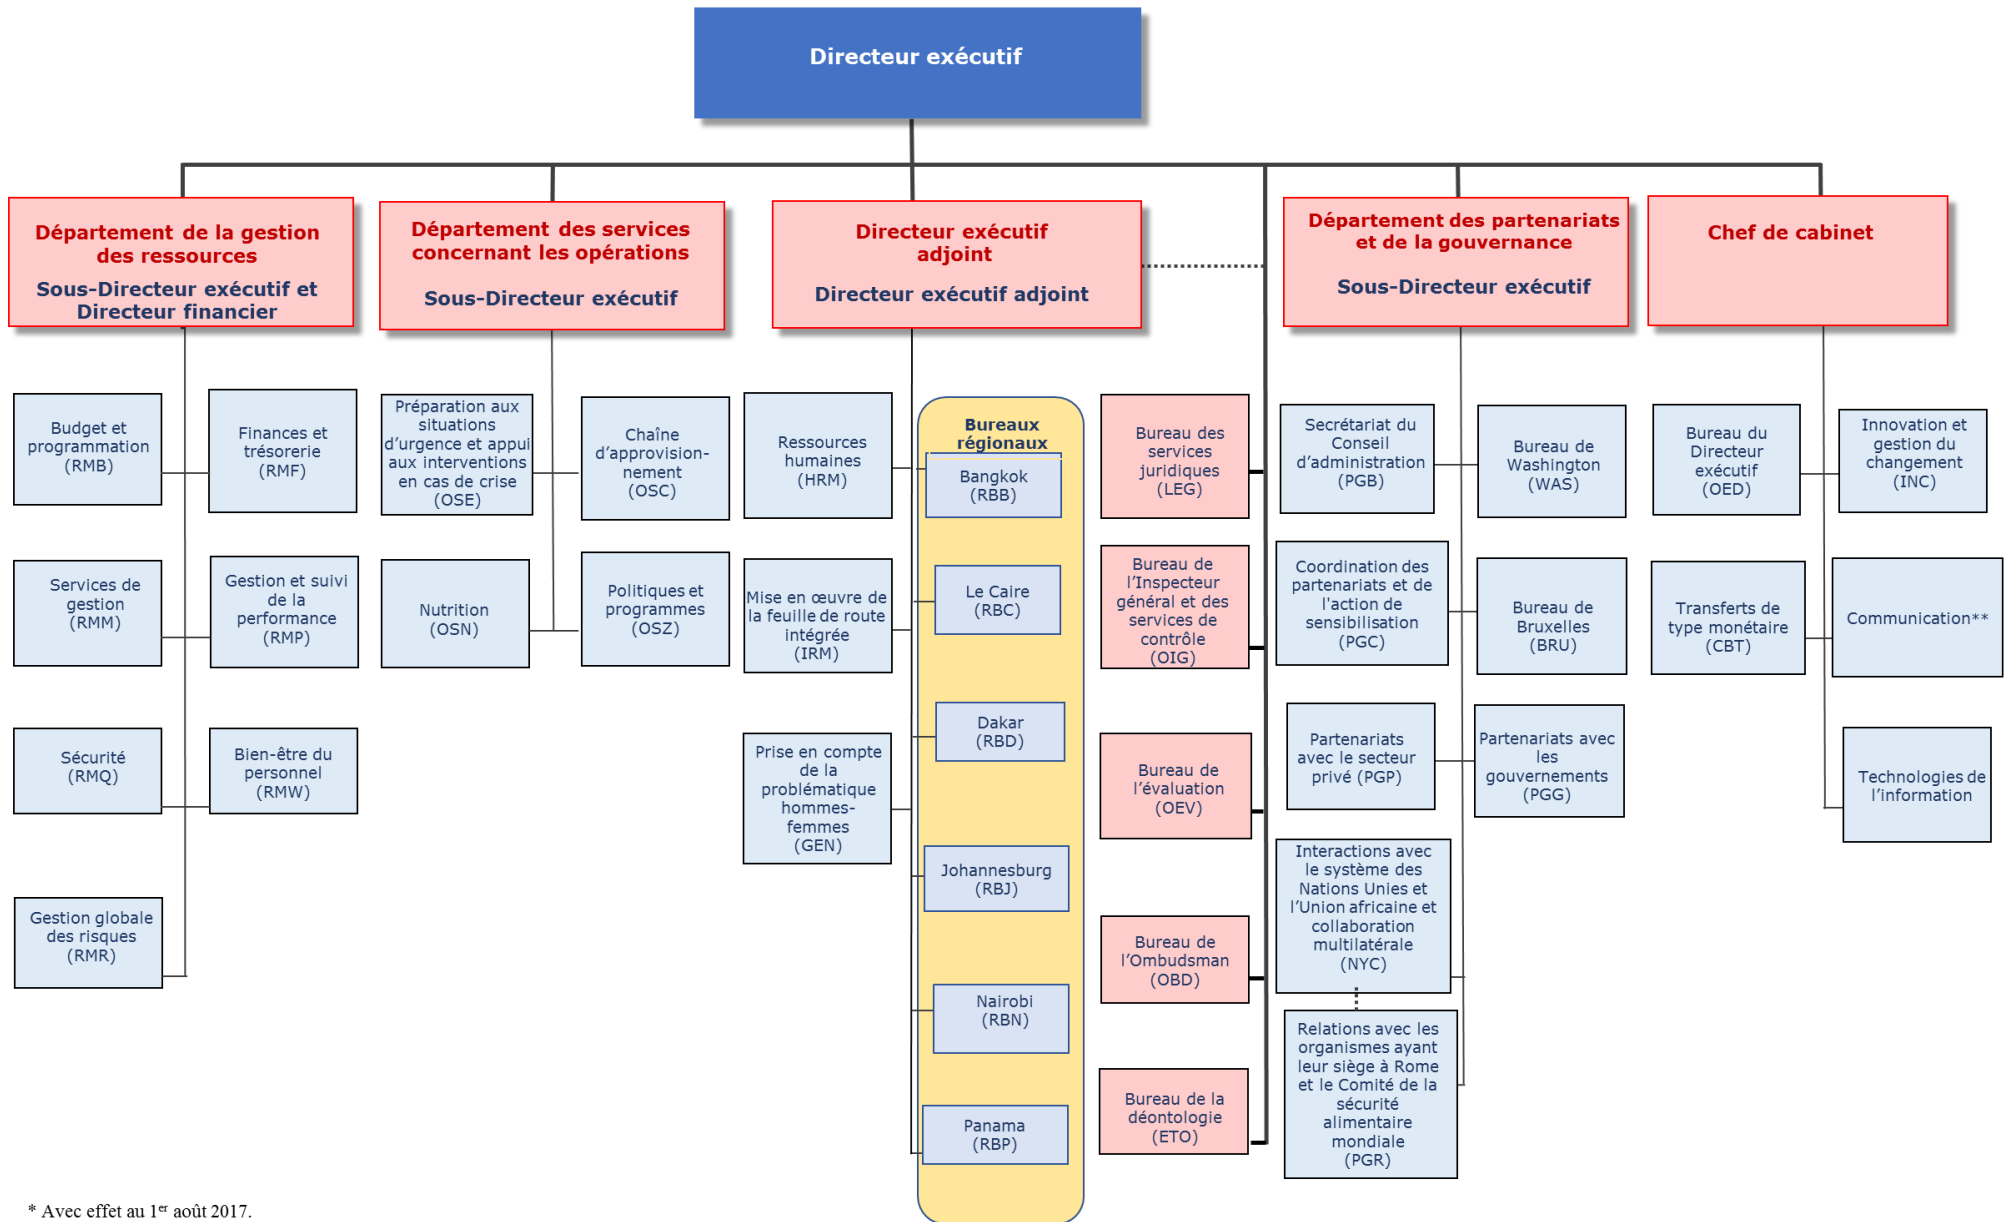 Directeur exécutif
Département de la gestion
des ressources
Sous-Directeur exécutif et
Directeur financier
Département des services
concernant les opérations
Sous-Directeur exécutif
Directeur exécutif
adjoint
Directeur exécutif adjoint
Département des partenariats
et de la gouvernance
Sous-Directeur exécutif
Chef de cabinet
Budget et
programmation
(RMB)
Finances et
trésorerie
(RMF)
Services de
gestion
(RMM)
Gestion et suivi
de la
performance
(RMP)
Sécurité
(RMQ)
Bien-être du
personnel
(RMW)
Gestion globale
des risques
(RMR)
Préparation aux
situations
d’urgence et appui
aux interventions
en cas de crise
(OSE)
Chaîne
d’approvision-
nement
(OSC)
Nutrition
(OSN)
Politiques et
programmes
(OSZ)
Ressources
humaines
(HRM)
Mise en œuvre de
la feuille de route
intégrée
(IRM)
Prise en compte
de la
problématique
hommes-
femmes
(GEN)
Bureaux
régionaux
Bangkok
(RBB)
Le Caire
(RBC)
Dakar
(RBD)
Johannesburg
(RBJ)
Nairobi
(RBN)
Panama
(RBP)
Bureau des
services
juridiques
(LEG)
Bureau de
l’Inspecteur
général et des
services de
contrôle
(OIG)
Bureau de
l’évaluation
(OEV)
Bureau de
l’Ombudsman
(OBD)
Bureau de la
déontologie
(ETO)
Secrétariat du
Conseil
d’administration
(PGB)
Bureau de
Washington
(WAS)
Coordination des
partenariats et de
l'action de
sensibilisation
(PGC)
Bureau de
Bruxelles
(BRU)
Partenariats
avec le secteur
privé (PGP)
Partenariats avec
les
gouvernements
(PGG)
Interactions avec
le système des
Nations Unies et
l’Union africaine et
collaboration
multilatérale
(NYC)
Relations avec les
organismes ayant
leur siège à Rome
et le Comité de la
sécurité
alimentaire
mondiale
(PGR)
Bureau du
Directeur
exécutif
(OED)
Innovation et
gestion du
changement
(INC)
Transferts de
type monétaire
(CBT)
Communication**
Technologies de
l’information
* Avec effet au 1er août 2017.